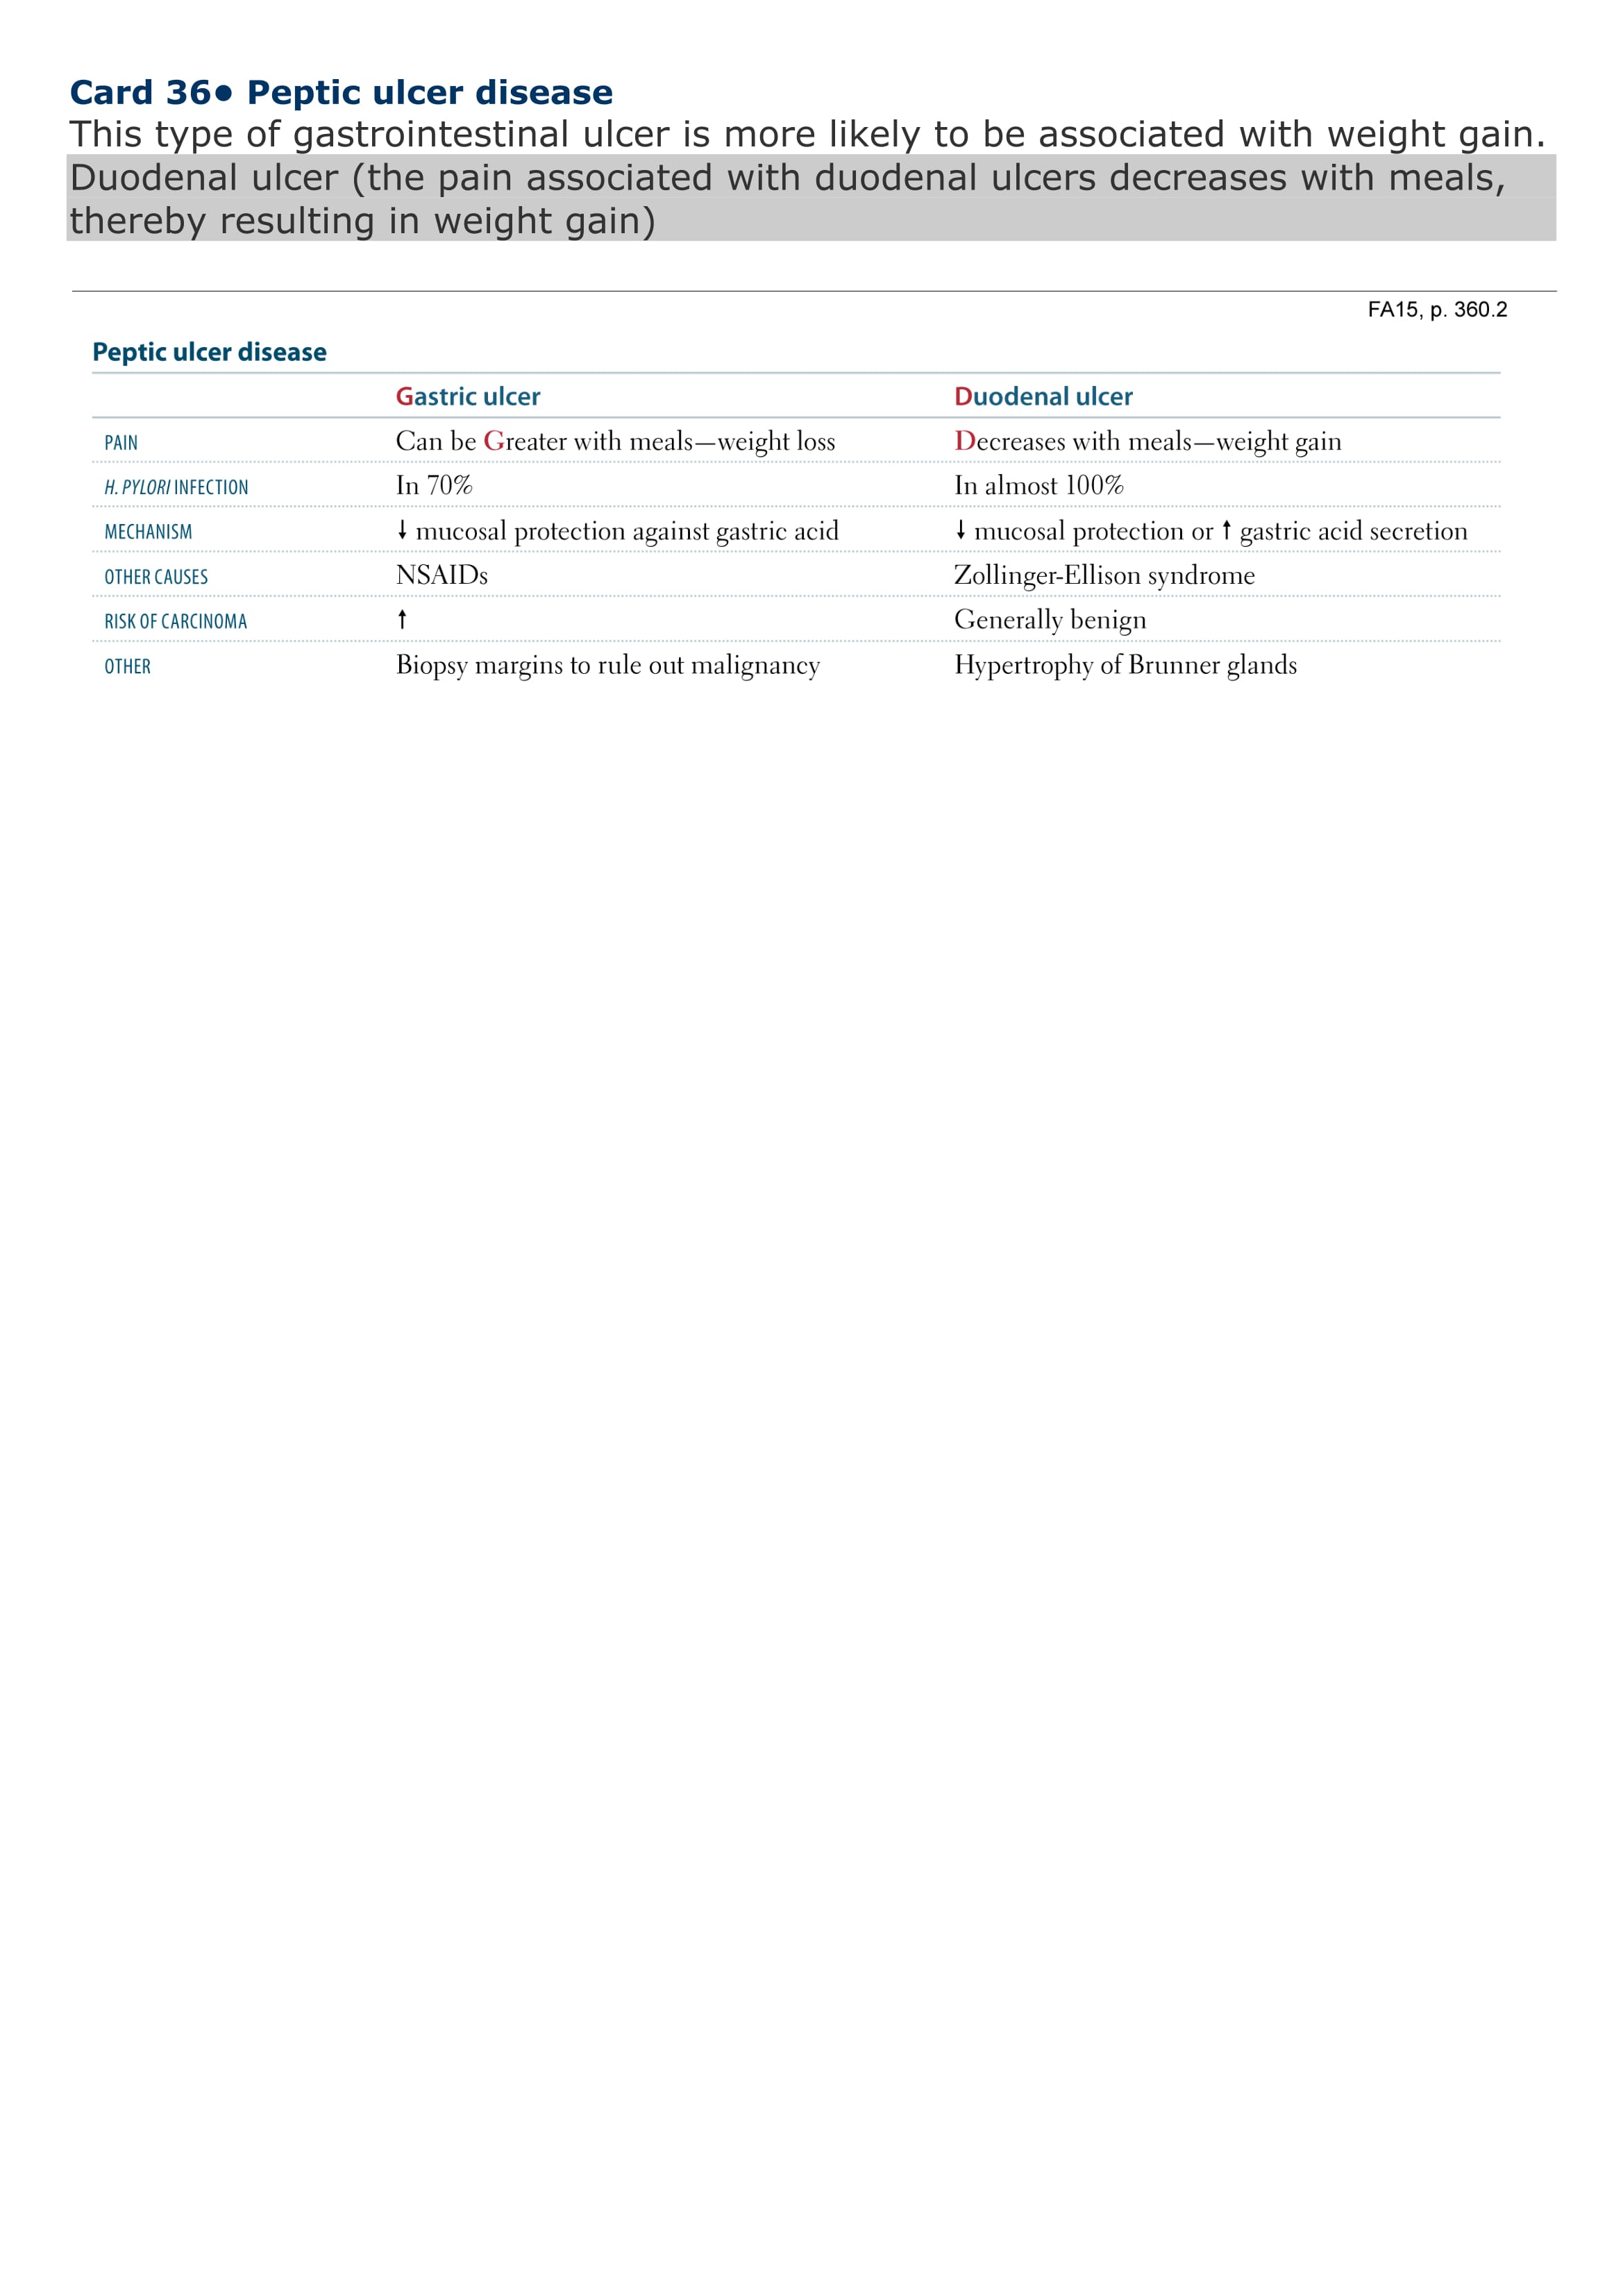 Card 36● Peptic ulcer disease
This type of gastrointestinal ulcer is more likely to be associated with weight gain.
Duodenal ulcer (the pain associated with duodenal ulcers decreases with meals,
thereby resulting in weight gain)
FA15, p. 360.2
Peptic ulcer disease
Gastric ulcer Duodenal ulcer
PAIN Can be Greater with meals—weight loss Decreases with meals—weight gain
H. PYLORI INFECTION In 70% In almost 100%
MECHANISM ↓ mucosal protection against gastric acid ↓ mucosal protection or ↑ gastric acid secretion
OTHER CAUSES NSAIDs Zollinger-Ellison syndrome
RISK OF CARCINOMA ↑ Generally benign
OTHER Biopsy margins to rule out malignancy Hypertrophy of Brunner glands